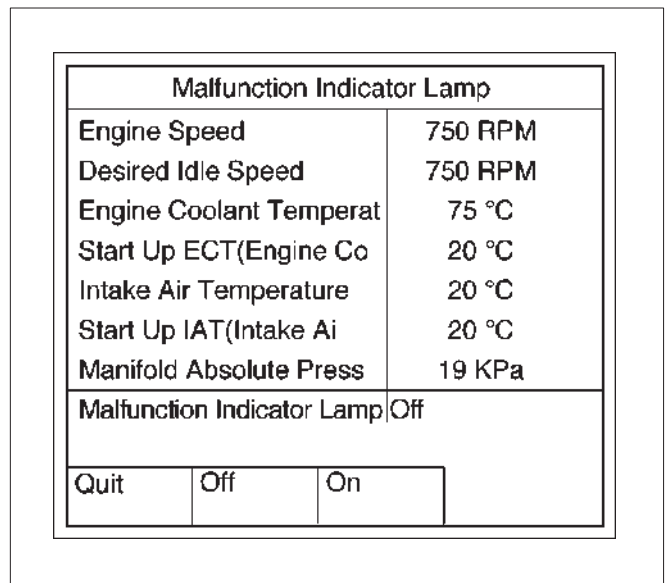 Malfunction Indicator Lamp
Engine Speed 750 RPM
Desired Idle Speed 750 RPM
Engine Coolant Temperat 75 °C
Start Up ECT(Engine Co 20 °C
Intake Air Temperature 20 °C
Start Up IAT(Intake Ai 20 °C
Manifold Absolute Press 19 KPa
Malfunction Indicator Lamp Off
Quit Off On